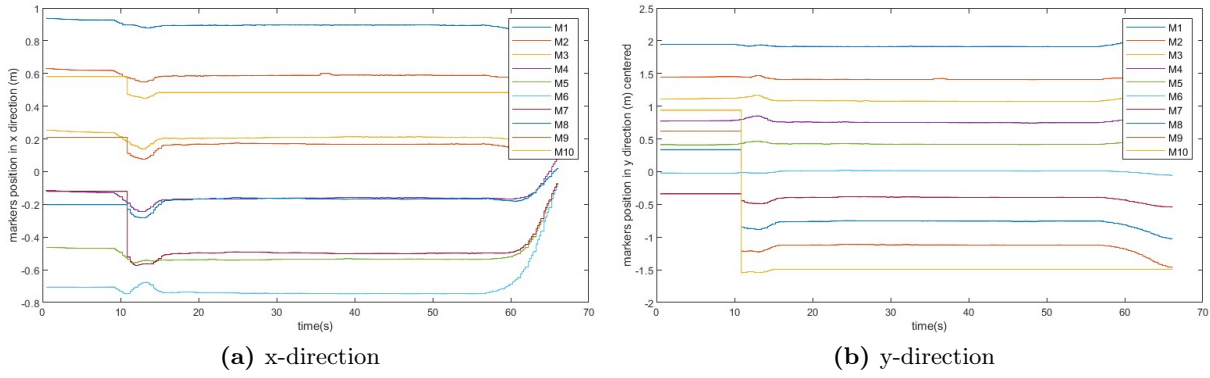 markers position in x direction (m)
1
0.8
0.6
0.4
0.2
0
-0.2
-0.4
-0.6
-0.8
0 10 20 30 40 50 60 70
time(s)
M1
M2
M3
M4
M5
M6
M7
M8
M9
M10
(a) x-direction
markers position in y direction (m) centered
2.5
2
1.5
1
0.5
0
-0.5
-1
-1.5
-2
0 10 20 30 40 50 60 70
time(s)
M1
M2
M3
M4
M5
M6
M7
M8
M9
M10
(b) y-direction